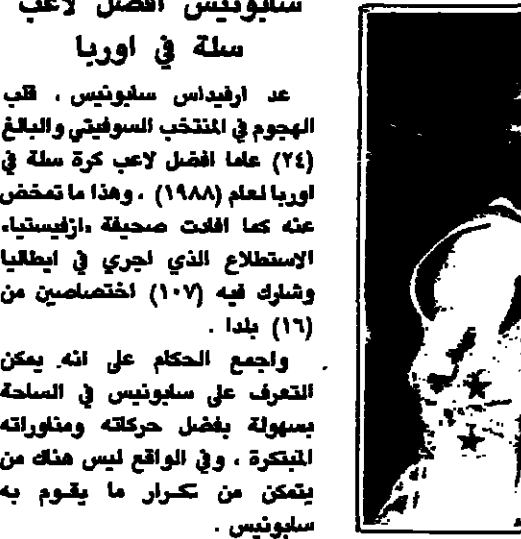 سابونيس افضل لاعب
سلة في اوربا
عد ارفيداس سابونيس ، قلب
الهجوم في المنتخب السوفيتي والبالغ
(٢٤) عاما افضل لاعب كرة سلة في
اوربا لعام (١٩٨٨) ، وهذا ما تمخض
عنه كما افادت صحيفة «ازفيستيا»
الاستطلاع الذي اجري في ايطاليا
وشارك فيه (١٠٧) اختصاصين من
(١٦) بلدا .
واجمع الحكام على انه يمكن
التعرف على سابونيس في الساحة
بسهولة بفضل حركاته ومناوراته
المبتكرة ، وفي الواقع ليس هناك من
يتمكن من تكرار ما يقوم به
سابونيس .